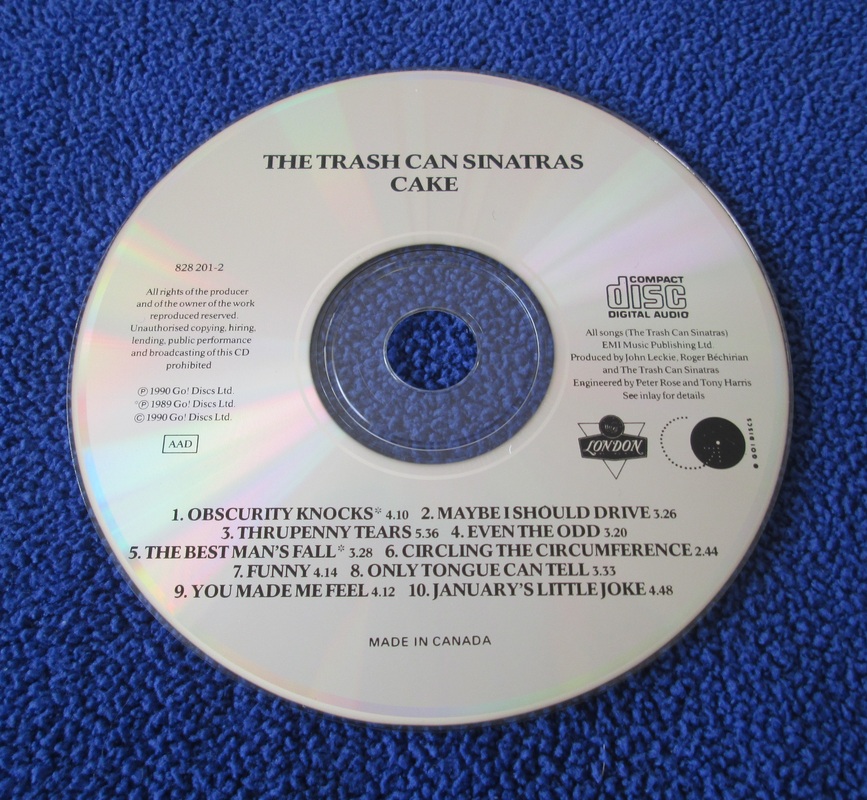 THE TRASH CAN SINATRAS
CAKE
828 201-2
All rights of the producer
and of the owner of the work
reproduced reserved.
Unauthorised copying, hiring,
lending, public performance
and broadcasting of this CD
prohibited
℗ 1990 Go! Discs Ltd.
*℗ 1989 Go! Discs Ltd.
© 1990 Go! Discs Ltd.
AAD
COMPACT
disc
DIGITAL AUDIO
All songs (The Trash Can Sinatras)
EMI Music Publishing Ltd.
Produced by John Leckie, Roger Béchirian
and The Trash Can Sinatras
Engineered by Peter Rose and Tony Harris
See inlay for details
LONDON
GO! DISCS
1. OBSCURITY KNOCKS* 4.10 2. MAYBE I SHOULD DRIVE 3.26
3. THRUPENNY TEARS 5.36 4. EVEN THE ODD 3.20
5. THE BEST MAN'S FALL* 3.28 6. CIRCLING THE CIRCUMFERENCE 2.44
7. FUNNY 4.14 8. ONLY TONGUE CAN TELL 3.33
9. YOU MADE ME FEEL 4.12 10. JANUARY'S LITTLE JOKE 4.48
MADE IN CANADA